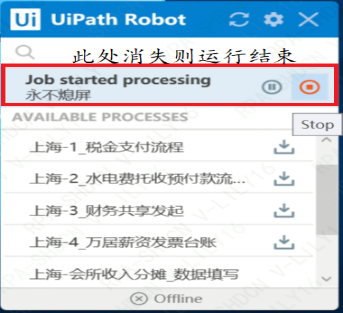 Ui UiPath Robot
此处消失则运行结束
Job started processing
永不熄屏
Stop
AVAILABLE PROCESSES
上海-1_税金支付流程
上海-2_水电费托收预付款流...
上海-3_财务共享发起
上海-4_万居薪资发票台账
上海-会所收入分摊_数据填写
Offline